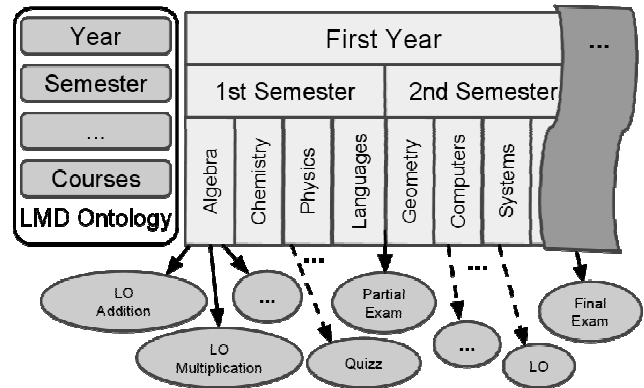 Year
Semester
...
Courses
LMD Ontology
First Year
...
1st Semester
2nd Semester
Algebra
Chemistry
Physics
Languages
Geometry
Computers
Systems
...
...
LO
Addition
LO
Multiplication
...
Quizz
Partial
Exam
...
LO
Final
Exam